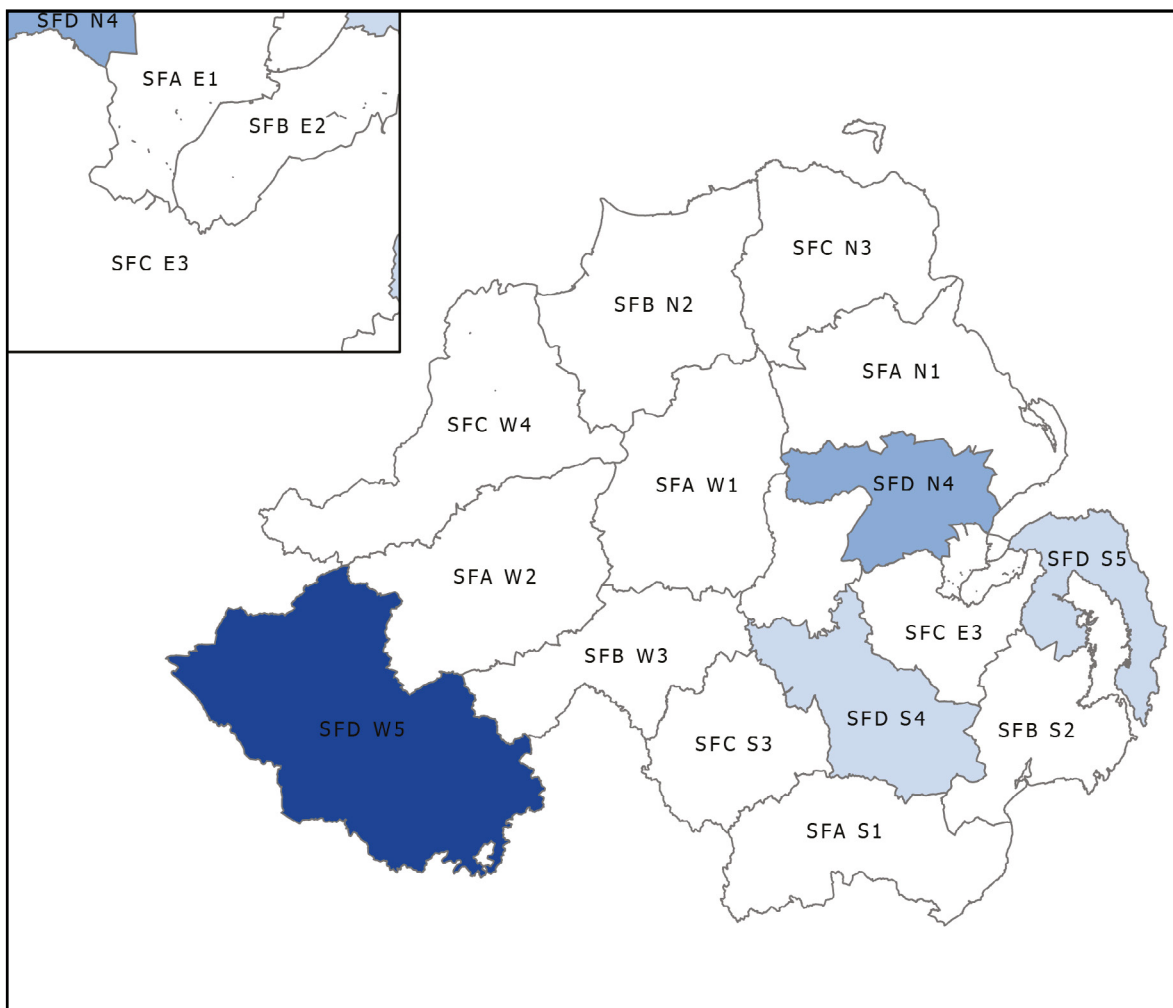 SFD N4
SFA E1
SFB E2
SFC E3
SFC N3
SFB N2
SFA N1
SFC W4
SFA W1
SFD N4
SFD S5
SFA W2
SFC E3
SFB W3
SFD W5
SFC S3
SFD S4
SFB S2
SFA S1